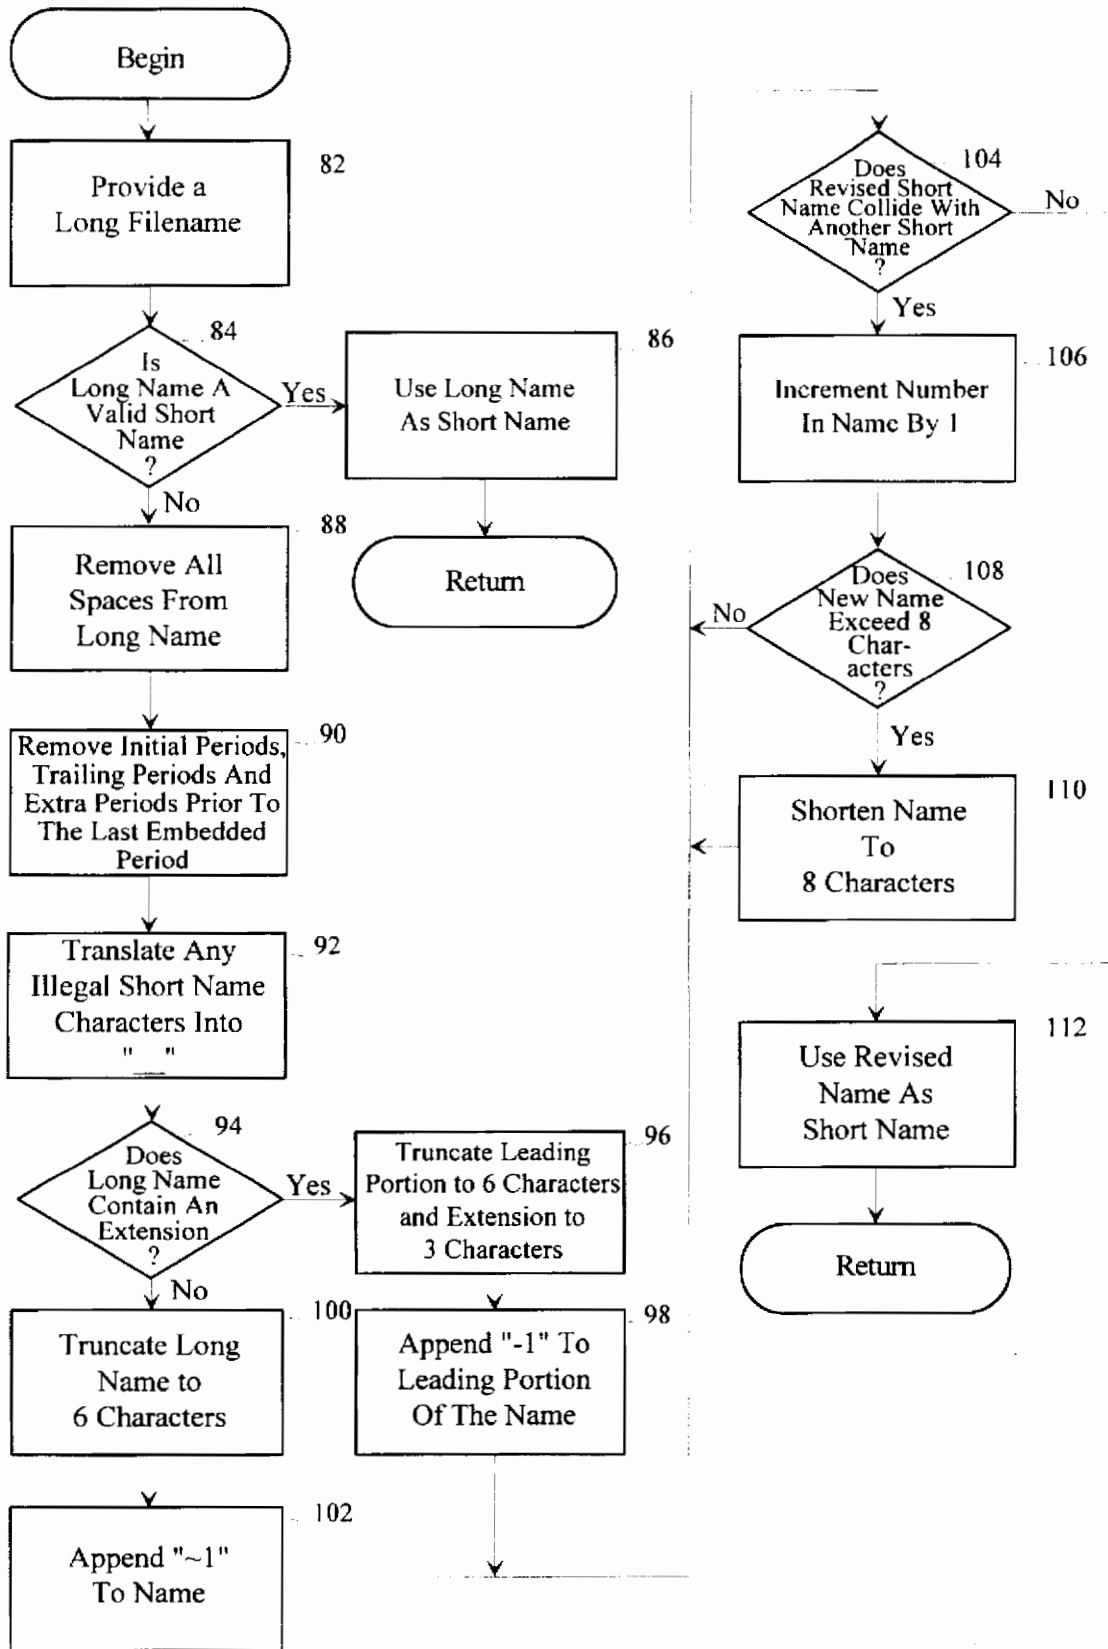 Begin
82
Provide a
Long Filename
84
Is
Long Name A
Valid Short
Name
?
Yes
No
86
Use Long Name
As Short Name
Return
88
Remove All
Spaces From
Long Name
90
Remove Initial Periods,
Trailing Periods And
Extra Periods Prior To
The Last Embedded
Period
92
Translate Any
Illegal Short Name
Characters Into
"__"
94
Does
Long Name
Contain An
Extension
?
Yes
No
96
Truncate Leading
Portion to 6 Characters
and Extension to
3 Characters
98
Append "-1" To
Leading Portion
Of The Name
100
Truncate Long
Name to
6 Characters
102
Append "~1"
To Name
104
Does
Revised Short
Name Collide With
Another Short
Name
?
No
Yes
106
Increment Number
In Name By 1
108
Does
New Name
Exceed 8
Char-
acters
?
No
Yes
110
Shorten Name
To
8 Characters
112
Use Revised
Name As
Short Name
Return